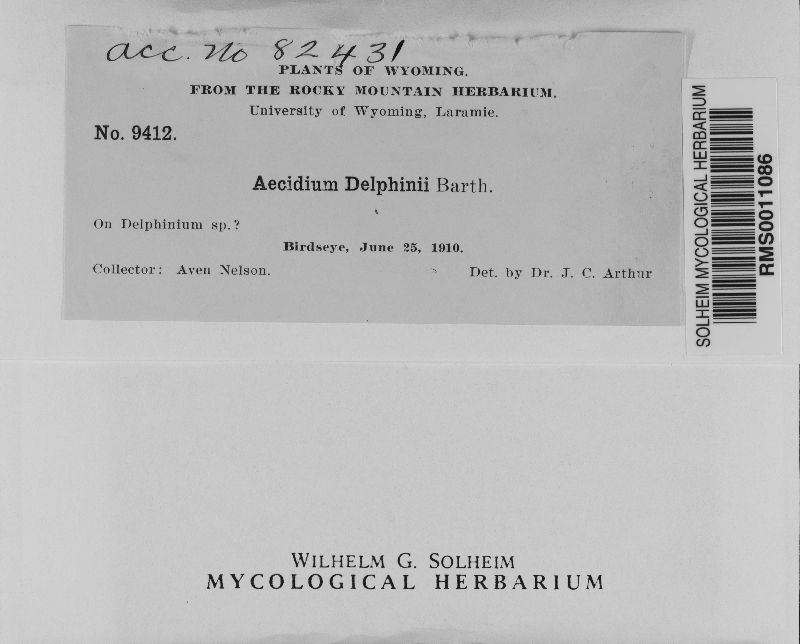 acc. no 82431
PLANTS OF WYOMING.
FROM THE ROCKY MOUNTAIN HERBARIUM.
University of Wyoming, Laramie.
No. 9412.
Aecidium Delphinii Barth.
On Delphinium sp.?
Birdseye, June 25, 1910.
Collector: Aven Nelson.
Det. by Dr. J. C. Arthur
SOLHEIM MYCOLOGICAL HERBARIUM
RMS0011086
WILHELM G. SOLHEIM
MYCOLOGICAL HERBARIUM